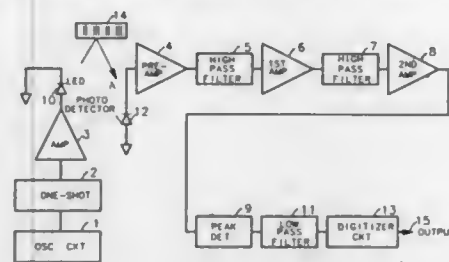 14
4
5
6
7
8
PRE-
AMP
HIGH
PASS
FILTER
1ST
AMP
HIGH
PASS
FILTER
2ND
AMP
LED
10
λ
PHOTO
DETECTOR
12
3
AMP
2
ONE-SHOT
1
OSC CKT
9
PEAK
DET
11
LOW
PASS
FILTER
13
DIGITIZER
CKT
15
OUTPUT